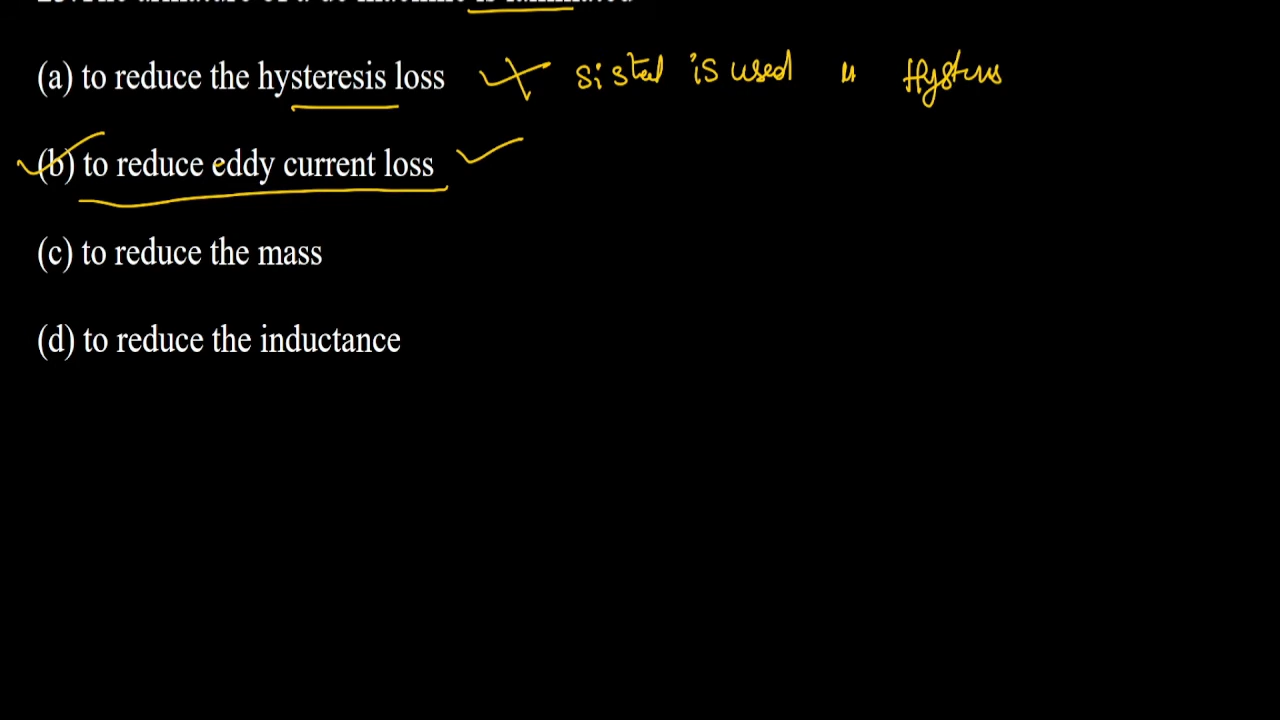 (a) to reduce the hysteresis loss si steel is used " Hysteres
(b) to reduce eddy current loss
(c) to reduce the mass
(d) to reduce the inductance